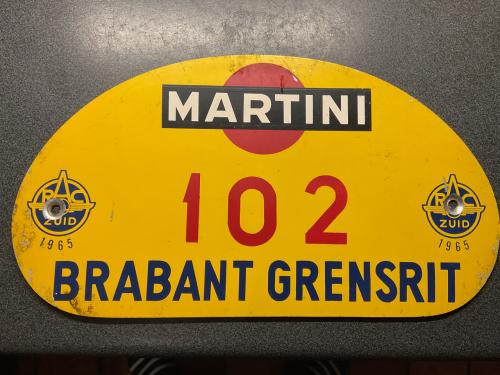 MARTINI
102
RAC
ZUID
1965
RAC
ZUID
1965
BRABANT GRENSRIT